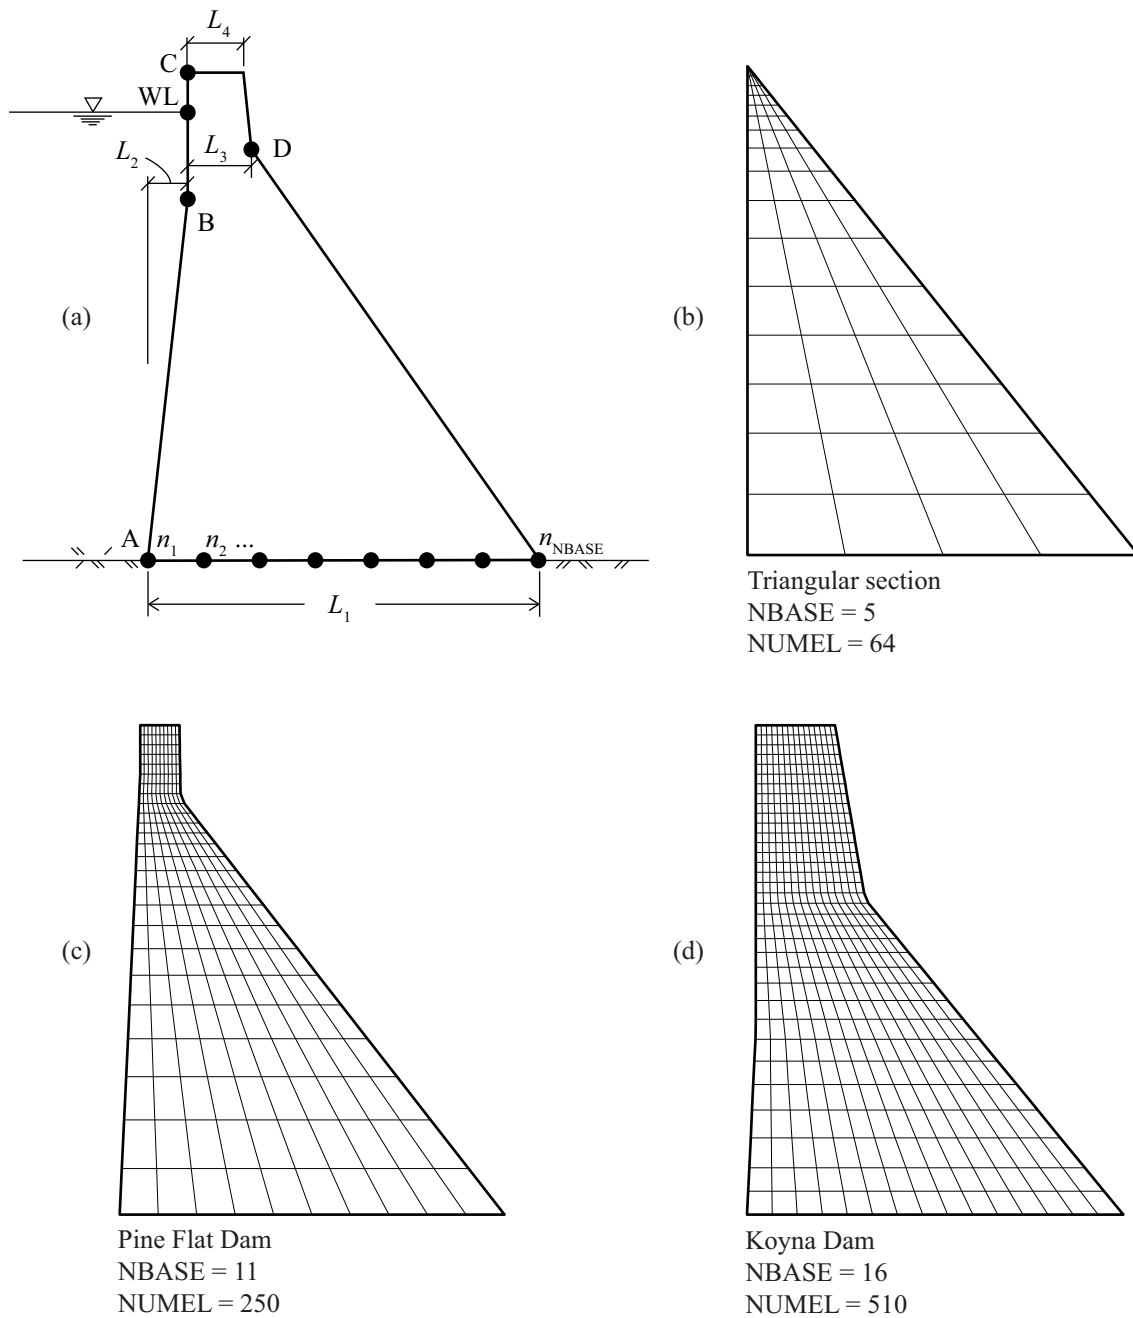 L₄
C
WL
L₃
D
L₂
B
(a)
A n₁ n₂ ... n_NBASE
L₁
(b)
Triangular section
NBASE = 5
NUMEL = 64
(c)
Pine Flat Dam
NBASE = 11
NUMEL = 250
(d)
Koyna Dam
NBASE = 16
NUMEL = 510